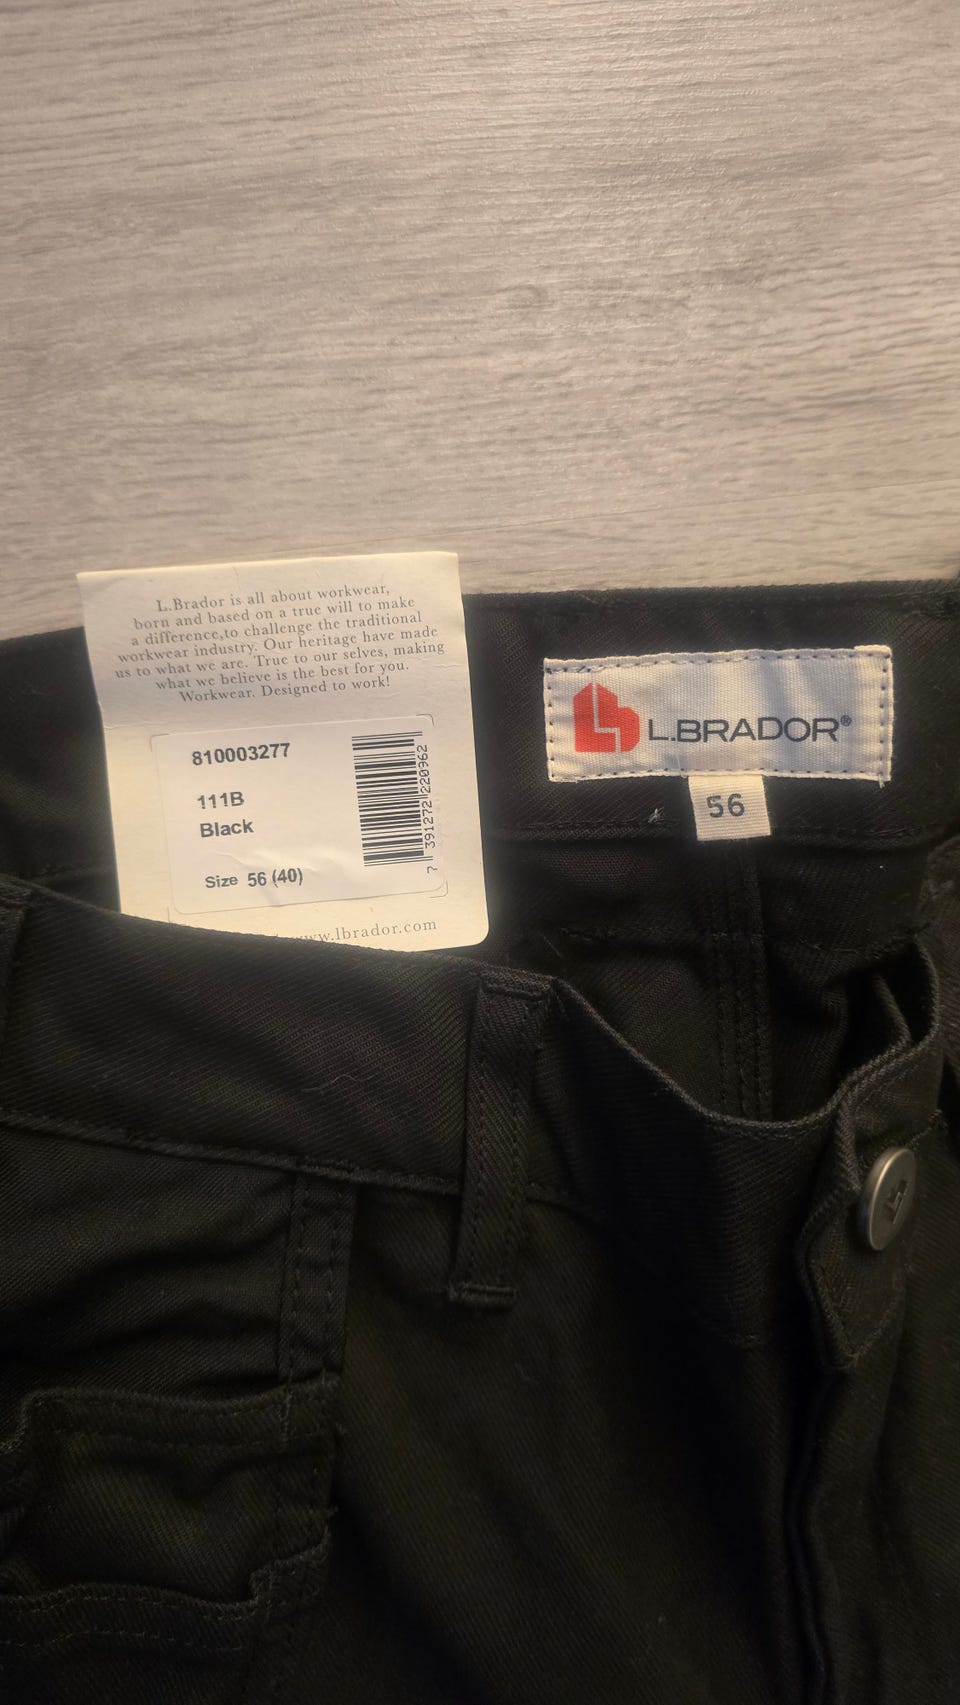 L.Brador is all about workwear,
born and based on a true will to make
a difference,to challenge the traditional
workwear industry. Our heritage have made
us to what we are. True to our selves, making
what we believe is the best for you.
Workwear. Designed to work!
810003277
111B
Black
Size 56 (40)
7 391272 220962
www.lbrador.com
L.BRADOR®
56